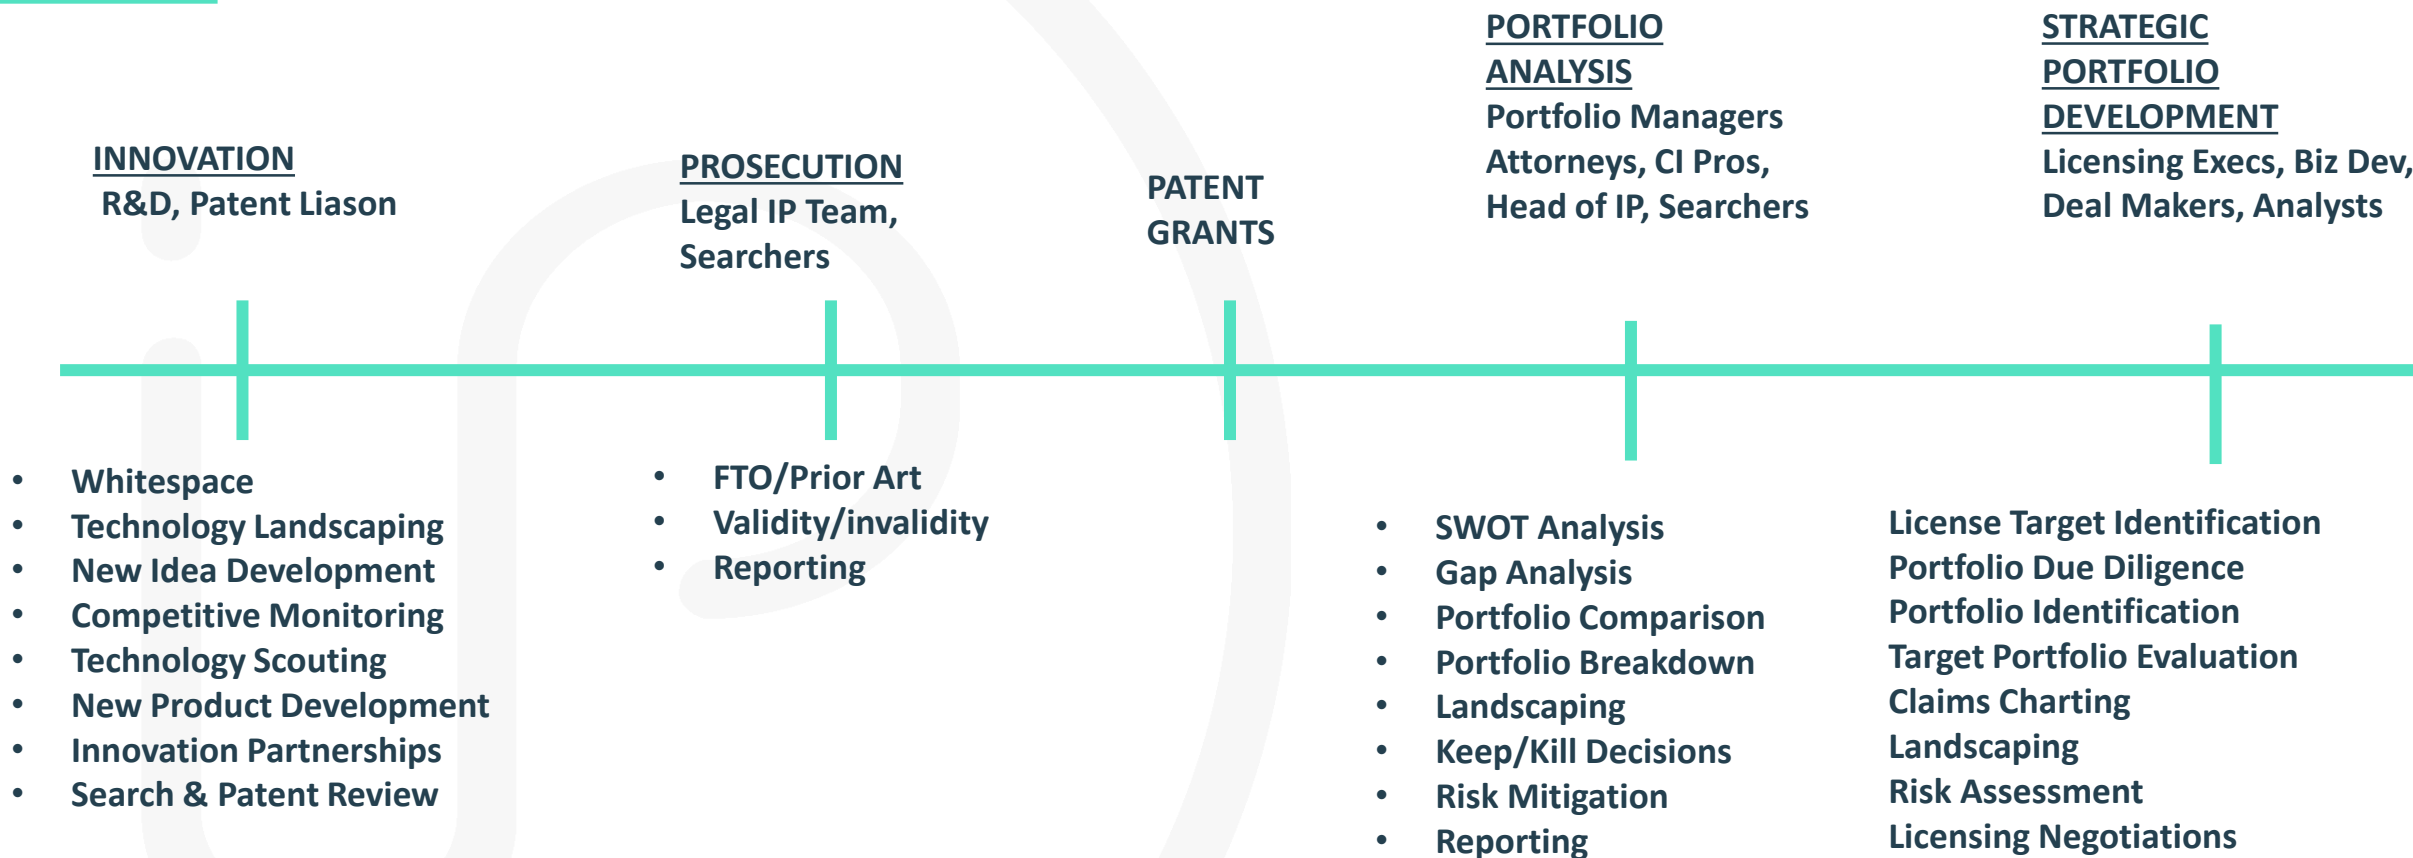 INNOVATION
R&D, Patent Liason
PROSECUTION
Legal IP Team,
Searchers
PATENT
GRANTS
PORTFOLIO
ANALYSIS
Portfolio Managers
Attorneys, CI Pros,
Head of IP, Searchers
STRATEGIC
PORTFOLIO
DEVELOPMENT
Licensing Execs, Biz Dev,
Deal Makers, Analysts
• Whitespace
• Technology Landscaping
• New Idea Development
• Competitive Monitoring
• Technology Scouting
• New Product Development
• Innovation Partnerships
• Search & Patent Review
• FTO/Prior Art
• Validity/invalidity
• Reporting
• SWOT Analysis
• Gap Analysis
• Portfolio Comparison
• Portfolio Breakdown
• Landscaping
• Keep/Kill Decisions
• Risk Mitigation
• Reporting
License Target Identification
Portfolio Due Diligence
Portfolio Identification
Target Portfolio Evaluation
Claims Charting
Landscaping
Risk Assessment
Licensing Negotiations